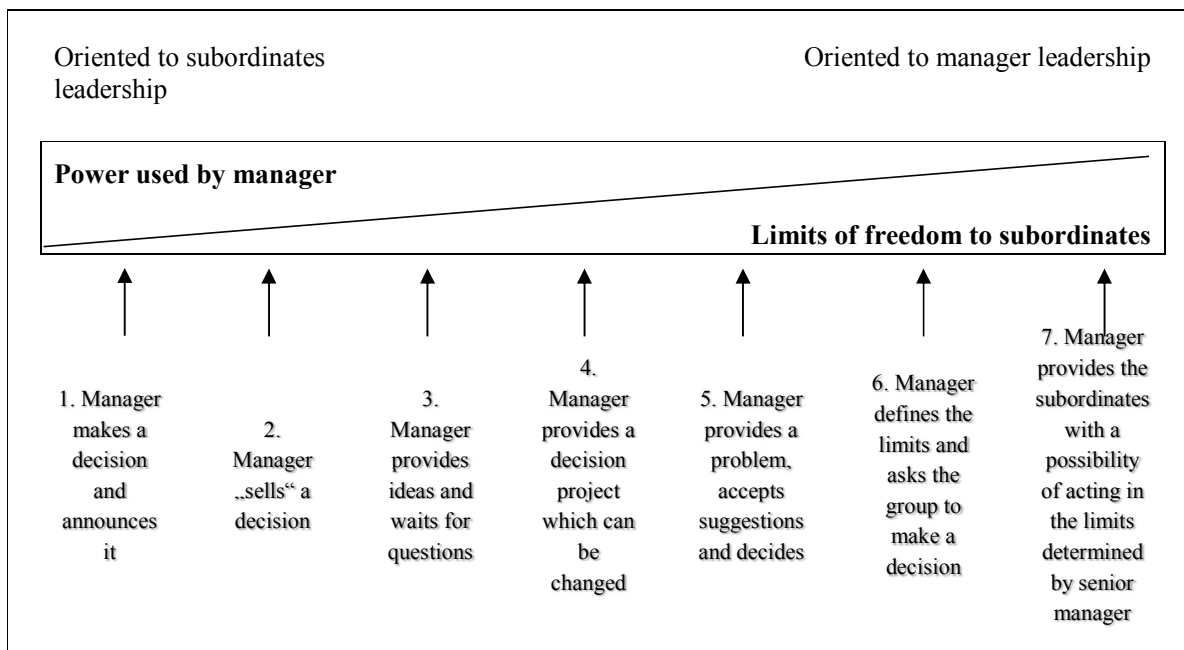 Oriented to subordinates
leadership
Oriented to manager leadership
Power used by manager
Limits of freedom to subordinates
1. Manager
makes a
decision
and
announces
it
2.
Manager
„sells“ a
decision
3.
Manager
provides
ideas and
waits for
questions
4.
Manager
provides a
decision
project
which can
be
changed
5. Manager
provides a
problem,
accepts
suggestions
and decides
6. Manager
defines the
limits and
asks the
group to
make a
decision
7. Manager
provides the
subordinates
with a
possibility
of acting in
the limits
determined
by senior
manager